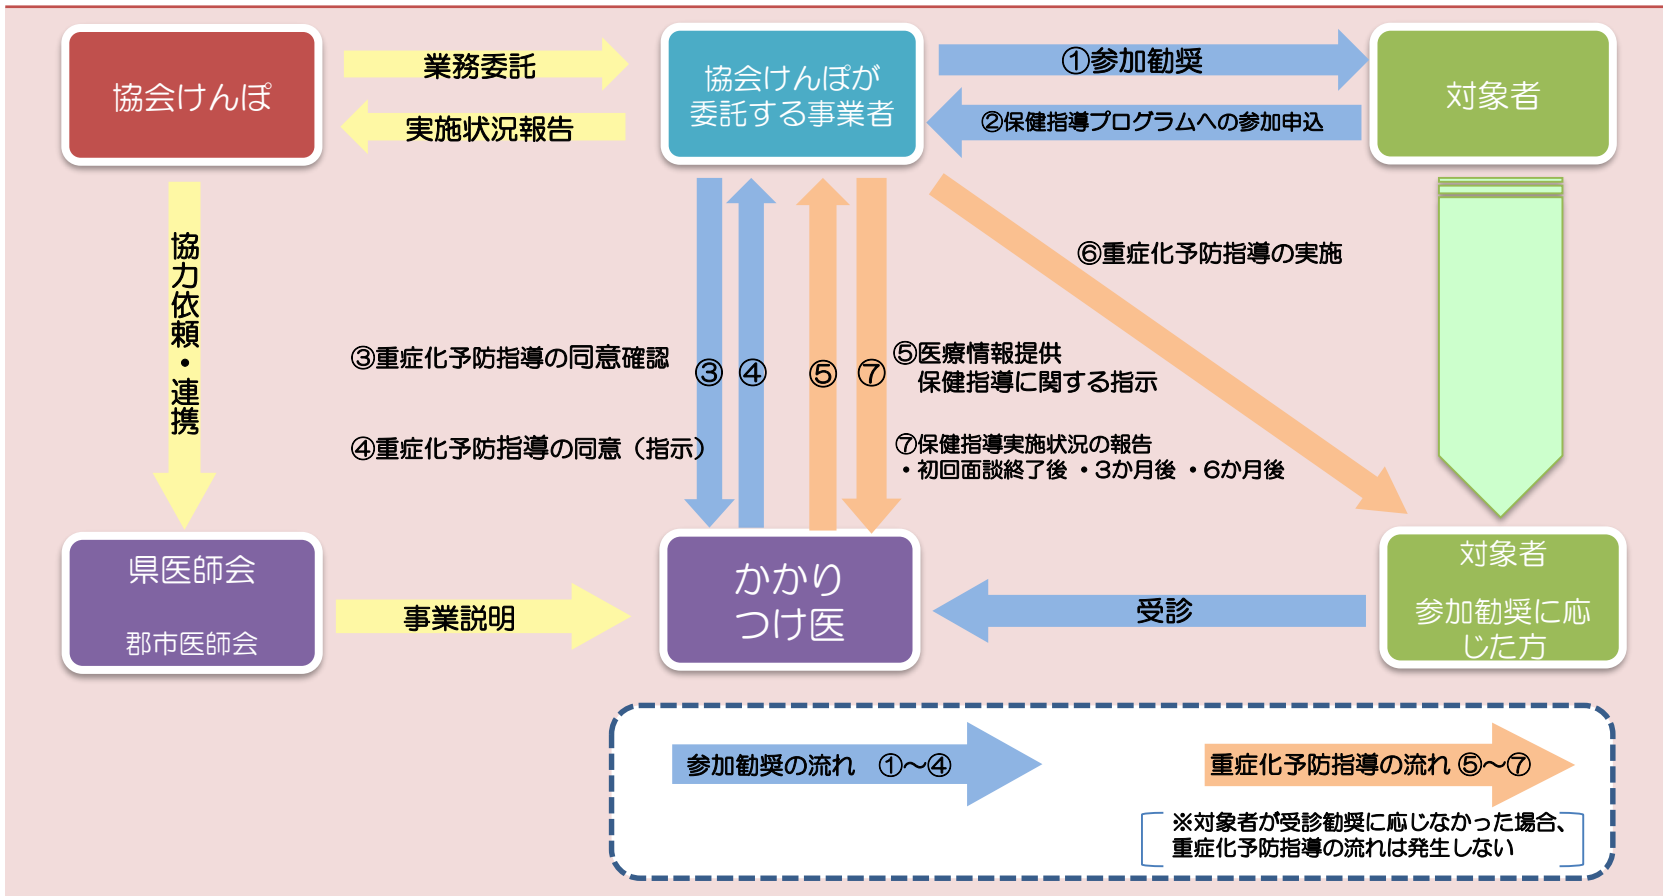 協会けんぽ
業務委託
実施状況報告
協会けんぽが
委託する事業者
①参加勧奨
②保健指導プログラムへの参加申込
対象者
協力依頼・連携
③重症化予防指導の同意確認
④重症化予防指導の同意（指示）
③
④
⑤
⑦
⑤医療情報提供
保健指導に関する指示
⑦保健指導実施状況の報告
・初回面談終了後 ・3か月後 ・6か月後
⑥重症化予防指導の実施
県医師会
郡市医師会
事業説明
かかり
つけ医
受診
対象者
参加勧奨に応
じた方
参加勧奨の流れ ①～④
重症化予防指導の流れ ⑤～⑦
※対象者が受診勧奨に応じなかった場合、
重症化予防指導の流れは発生しない